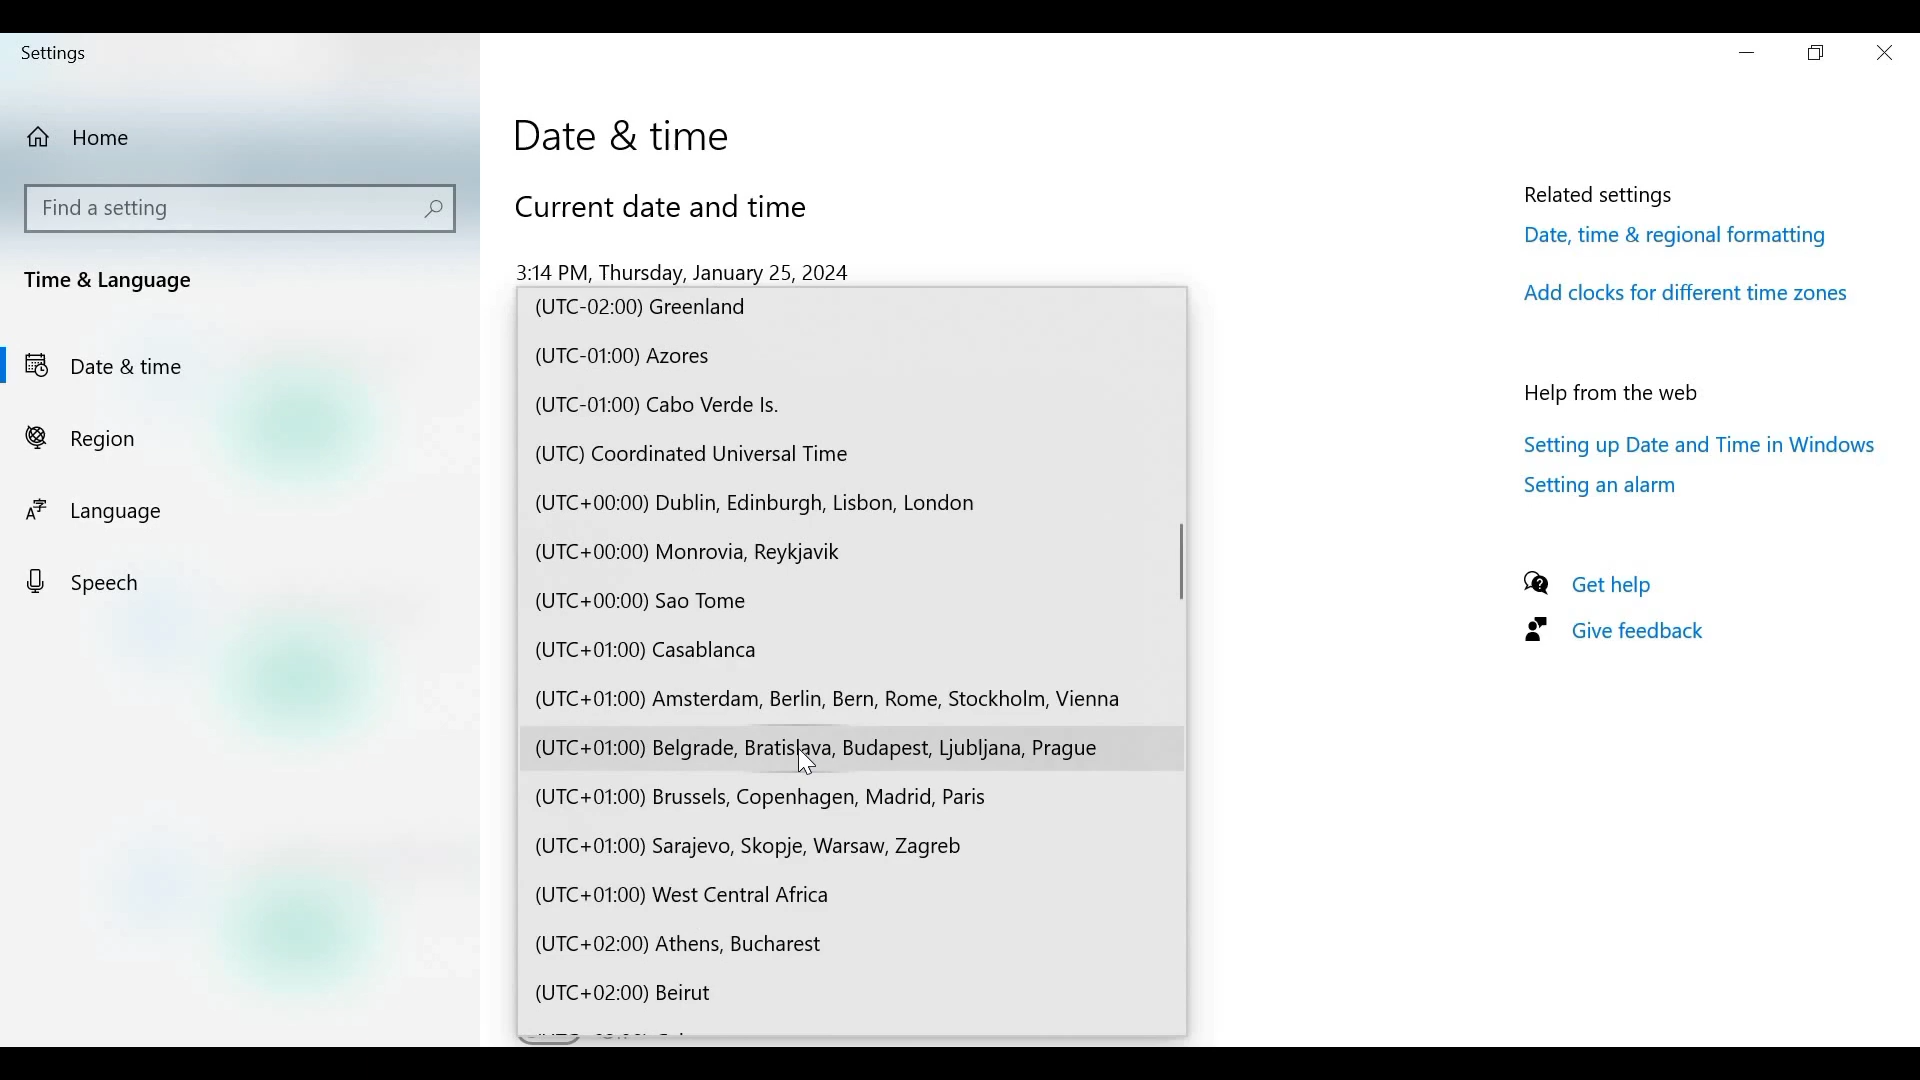 Settings
Home
Find a setting
Time & Language
Date & time
Region
Language
Speech
Date & time
Current date and time
3:14 PM, Thursday, January 25, 2024
(UTC-02:00) Greenland
(UTC-01:00) Azores
(UTC-01:00) Cabo Verde Is.
(UTC) Coordinated Universal Time
(UTC+00:00) Dublin, Edinburgh, Lisbon, London
(UTC+00:00) Monrovia, Reykjavik
(UTC+00:00) Sao Tome
(UTC+01:00) Casablanca
(UTC+01:00) Amsterdam, Berlin, Bern, Rome, Stockholm, Vienna
(UTC+01:00) Belgrade, Bratislava, Budapest, Ljubljana, Prague
(UTC+01:00) Brussels, Copenhagen, Madrid, Paris
(UTC+01:00) Sarajevo, Skopje, Warsaw, Zagreb
(UTC+01:00) West Central Africa
(UTC+02:00) Athens, Bucharest
(UTC+02:00) Beirut
Related settings
Date, time & regional formatting
Add clocks for different time zones
Help from the web
Setting up Date and Time in Windows
Setting an alarm
Get help
Give feedback